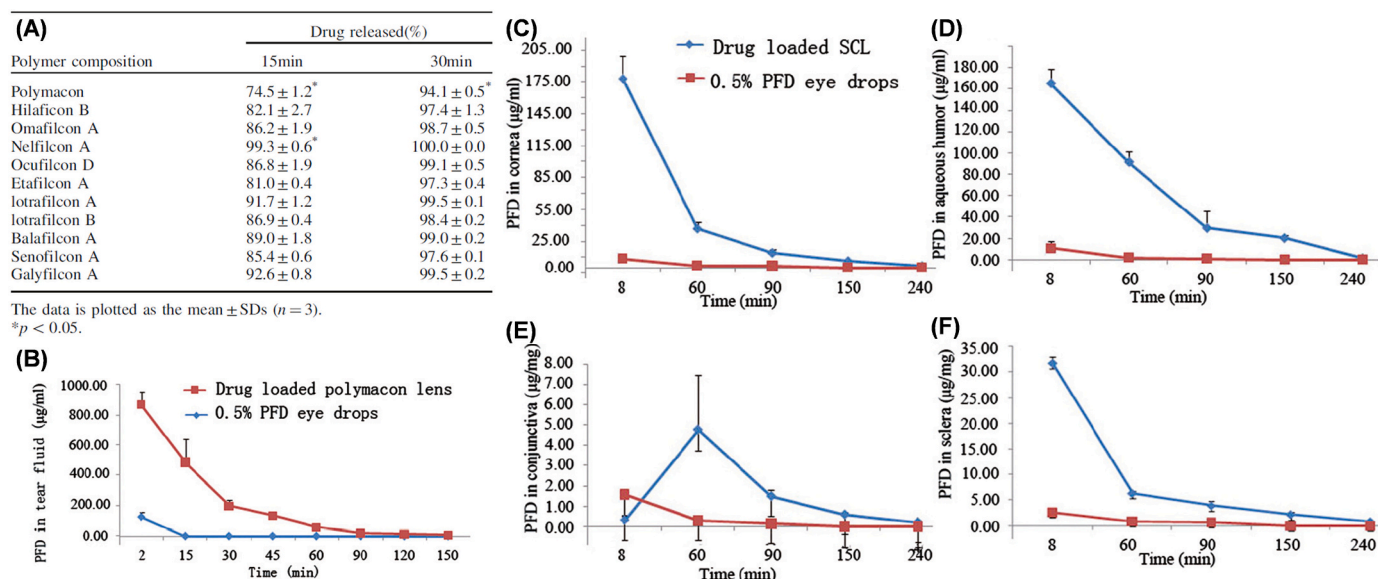 (A)
Drug released(%)
Polymer composition 15min 30min
Polymacon 74.5±1.2* 94.1±0.5*
Hilaficon B 82.1±2.7 97.4±1.3
Omafilcon A 86.2±1.9 98.7±0.5
Nelfilcon A 99.3±0.6* 100.0±0.0
Ocufilcon D 86.8±1.9 99.1±0.5
Etafilcon A 81.0±0.4 97.3±0.4
lotrafilcon A 91.7±1.2 99.5±0.1
lotrafilcon B 86.9±0.4 98.4±0.2
Balafilcon A 89.0±1.8 99.0±0.2
Senofilcon A 85.4±0.6 97.6±0.1
Galyfilcon A 92.6±0.8 99.5±0.2
The data is plotted as the mean±SDs (n=3).
*p<0.05.
(B)
PFD in tear fluid (μg/ml)
1000.00
800.00
600.00
400.00
200.00
0.00
Drug loaded polymacon lens
0.5% PFD eye drops
2 15 30 45 60 90 120 150
Time (min)
(C)
PFD in cornea (μg/ml)
205.00
175.00
145.00
115.00
85.00
55.00
25.00
0.00
Drug loaded SCL
0.5% PFD eye drops
8 60 90 150 240
Time (min)
(D)
PFD in aqueous humor (μg/ml)
180.00
160.00
140.00
120.00
100.00
80.00
60.00
40.00
20.00
0.00
8 60 90 150 240
Time (min)
(E)
PFD in conjunctiva (μg/mg)
8.00
7.00
6.00
5.00
4.00
3.00
2.00
1.00
0.00
8 60 90 150 240
Time (min)
(F)
PFD in sclera (μg/mg)
35.00
30.00
25.00
20.00
15.00
10.00
5.00
0.00
8 60 90 150 240
Time (min)